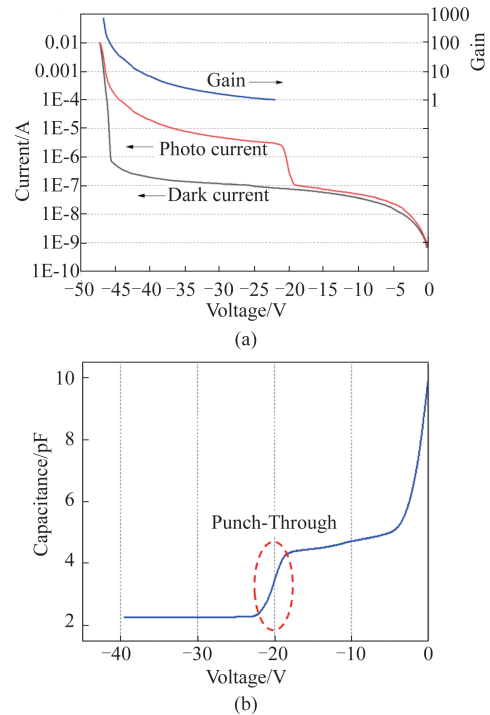 (a)
1000
100
10
1
Gain
0.01
0.001
1E-4
1E-5
1E-6
1E-7
1E-8
1E-9
1E-10
Current/A
Gain
Photo current
Dark current
−50 −45 −40 −35 −30 −25 −20 −15 −10 −5 0
Voltage/V
(a)
10
8
6
4
2
Capacitance/pF
Punch-Through
−40 −30 −20 −10 0
Voltage/V
(b)